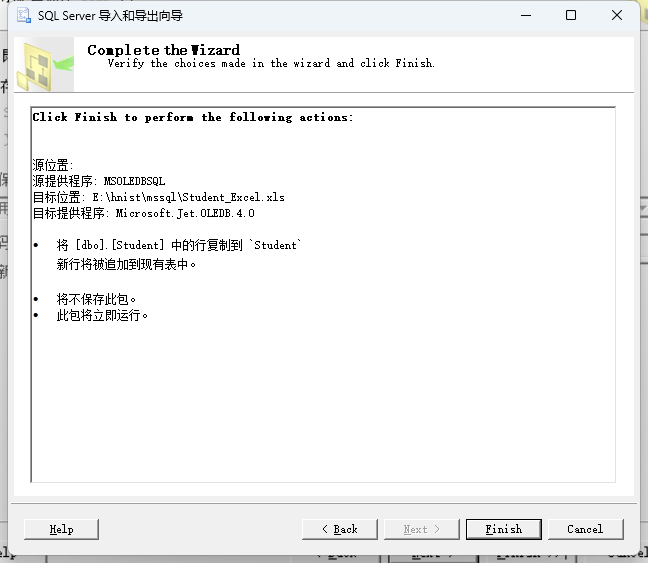 SQL Server 导入和导出向导
Complete the Wizard
Verify the choices made in the wizard and click Finish.
Click Finish to perform the following actions:
源位置:
源提供程序: MSOLEDBSQL
目标位置: E:\hnist\mssql\Student_Excel.xls
目标提供程序: Microsoft.Jet.OLEDB.4.0
• 将 [dbo].[Student] 中的行复制到 `Student`
新行将被追加到现有表中。
• 将不保存此包。
• 此包将立即运行。
Help
< Back
Next >
Finish
Cancel